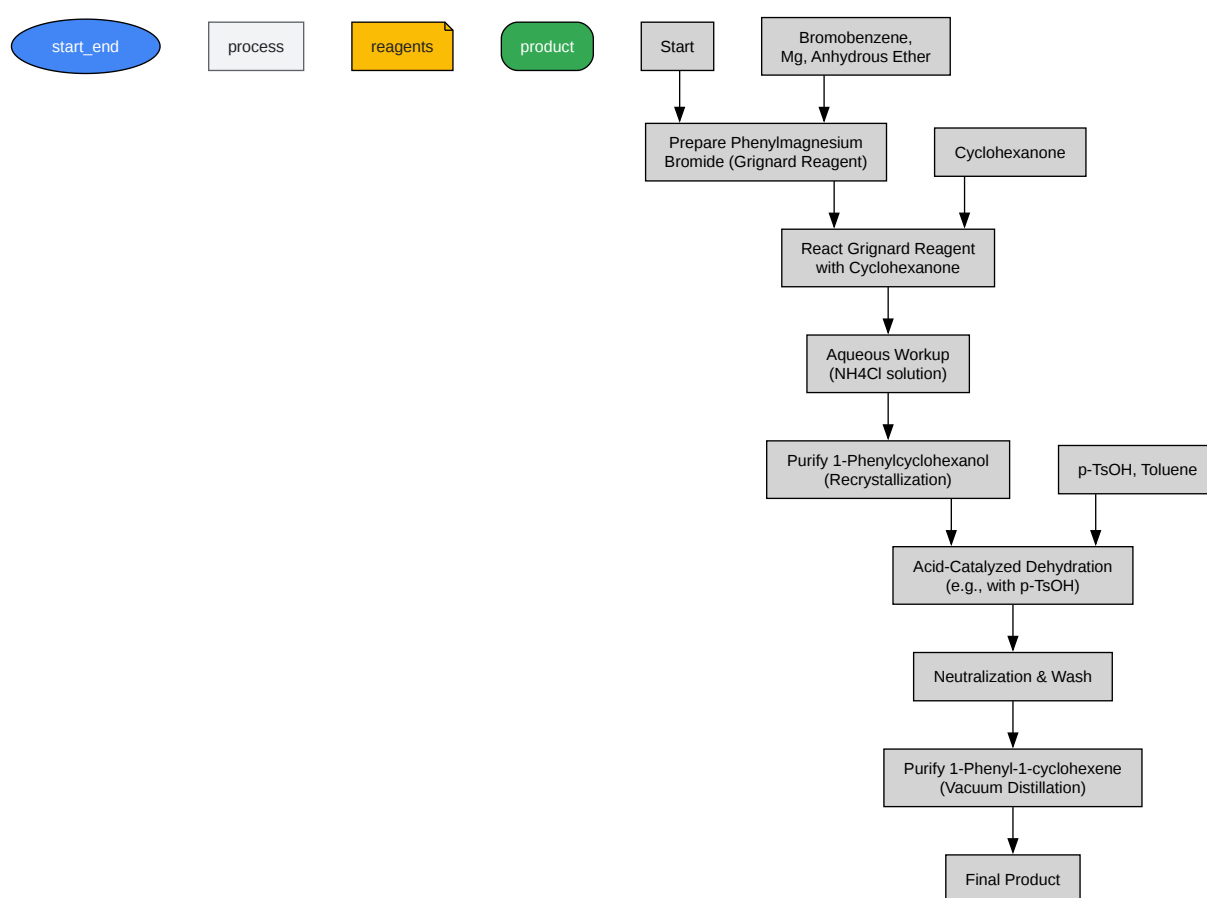 start_end
process
reagents
product
Start
Bromobenzene,
Mg, Anhydrous Ether
Prepare Phenylmagnesium
Bromide (Grignard Reagent)
Cyclohexanone
React Grignard Reagent
with Cyclohexanone
Aqueous Workup
(NH4Cl solution)
Purify 1-Phenylcyclohexanol
(Recrystallization)
p-TsOH, Toluene
Acid-Catalyzed Dehydration
(e.g., with p-TsOH)
Neutralization & Wash
Purify 1-Phenyl-1-cyclohexene
(Vacuum Distillation)
Final Product